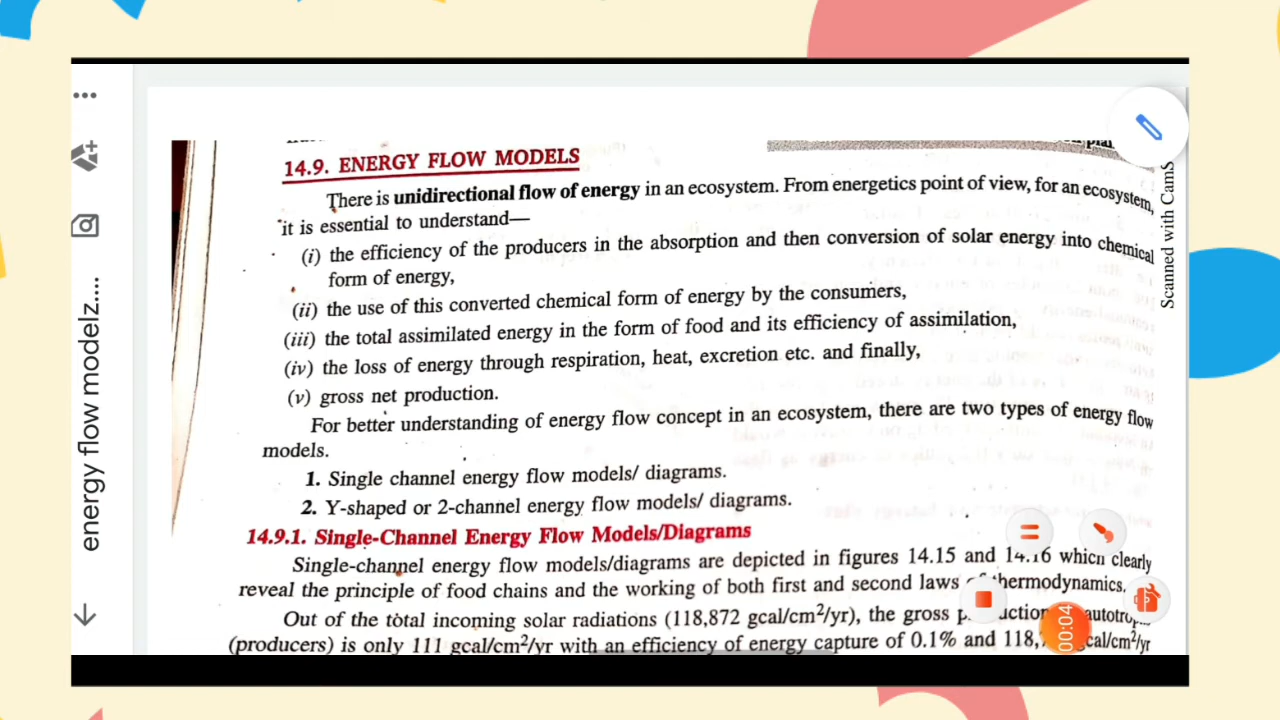 14.9. ENERGY FLOW MODELS
There is unidirectional flow of energy in an ecosystem. From energetics point of view, for an ecosystem,
it is essential to understand—
(i) the efficiency of the producers in the absorption and then conversion of solar energy into chemical
form of energy,
(ii) the use of this converted chemical form of energy by the consumers,
(iii) the total assimilated energy in the form of food and its efficiency of assimilation,
(iv) the loss of energy through respiration, heat, excretion etc. and finally,
(v) gross net production.
For better understanding of energy flow concept in an ecosystem, there are two types of energy flow
models.
1. Single channel energy flow models/ diagrams.
2. Y-shaped or 2-channel energy flow models/ diagrams.
14.9.1. Single-Channel Energy Flow Models/Diagrams
Single-channel energy flow models/diagrams are depicted in figures 14.15 and 14.16 which clearly
reveal the principle of food chains and the working of both first and second laws thermodynamics.
Out of the total incoming solar radiations (118,872 gcal/cm²/yr), the gross
(producers) is only 111 gcal/cm²/yr with an efficiency of energy capture of 0.1% and
energy flow modelz....
Scanned with CamS
00:04